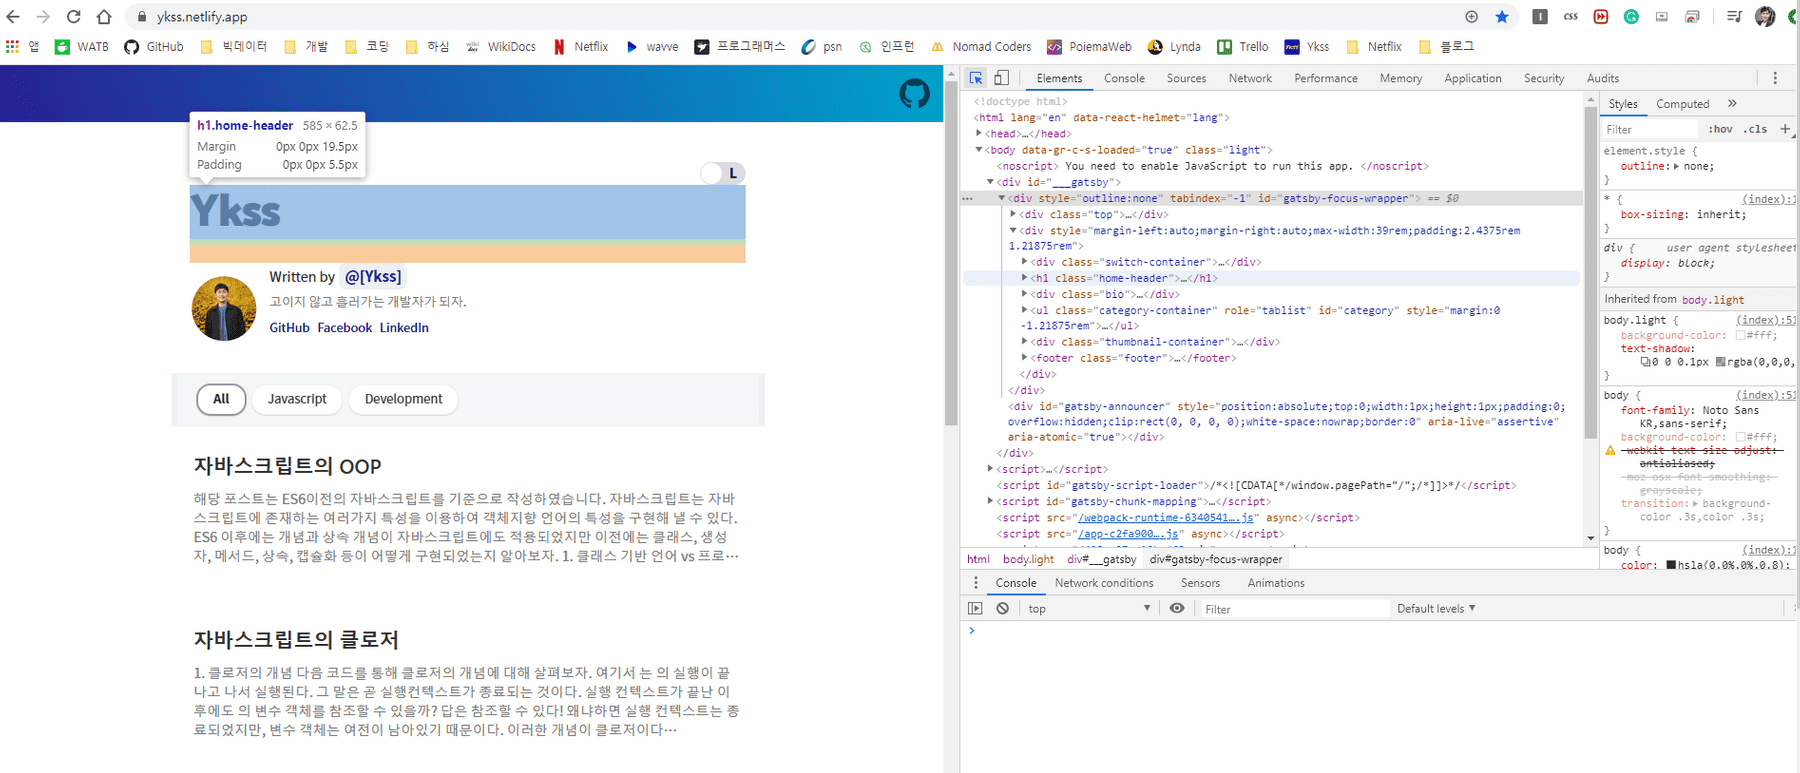 ykss.netlify.app
앱 WATB GitHub 빅데이터 개발 코딩 하심 WikiDocs Netflix wavve 프로그래머스 psn 인프런 Nomad Coders PoiemaWeb Lynda Trello Ykss Netflix 블로그
h1.home-header 585 × 62.5
Margin 0px 0px 19.5px
Padding 0px 0px 5.5px
L
Ykss
Written by @[Ykss]
고이지 않고 흘러가는 개발자가 되자.
GitHub Facebook LinkedIn
All Javascript Development
자바스크립트의 OOP
해당 포스트는 ES6이전의 자바스크립트를 기준으로 작성하였습니다. 자바스크립트는 자바
스크립트에 존재하는 여러가지 특성을 이용하여 객체지향 언어의 특성을 구현해 낼 수 있다.
ES6 이후에는 개념과 상속 개념이 자바스크립트에도 적용되었지만 이전에는 클래스, 생성
자, 메서드, 상속, 캡슐화 등이 어떻게 구현되었는지 알아보자. 1. 클래스 기반 언어 vs 프로…
자바스크립트의 클로저
1. 클로저의 개념 다음 코드를 통해 클로저의 개념에 대해 살펴보자. 여기서 는 의 실행이 끝
나고 나서 실행된다. 그 말은 곧 실행컨텍스트가 종료되는 것이다. 실행 컨텍스트가 끝난 이
후에도 의 변수 객체를 참조할 수 있을까? 답은 참조할 수 있다! 왜냐하면 실행 컨텍스트는 종
료되었지만, 변수 객체는 여전이 남아있기 때문이다. 이러한 개념이 클로저이다…
Elements Console Sources Network Performance Memory Application Security Audits
<!doctype html>
<html lang="en" data-react-helmet="lang">
<head>…</head>
<body data-gr-c-s-loaded="true" class="light">
<noscript> You need to enable JavaScript to run this app. </noscript>
<div id="___gatsby">
<div style="outline:none" tabindex="-1" id="gatsby-focus-wrapper"> == $0
<div class="top">…</div>
<div style="margin-left:auto;margin-right:auto;max-width:39rem;padding:2.4375rem
1.21875rem">
<div class="switch-container">…</div>
<h1 class="home-header">…</h1>
<div class="bio">…</div>
<ul class="category-container" role="tablist" id="category" style="margin:0
-1.21875rem">…</ul>
<div class="thumbnail-container">…</div>
<footer class="footer">…</footer>
</div>
</div>
<div id="gatsby-announcer" style="position:absolute;top:0;width:1px;height:1px;padding:0;
overflow:hidden;clip:rect(0, 0, 0, 0);white-space:nowrap;border:0" aria-live="assertive"
aria-atomic="true"></div>
</div>
<script>…</script>
<script id="gatsby-script-loader">/*<![CDATA[*/window.pagePath="/";/*]]>*/</script>
<script id="gatsby-chunk-mapping">…</script>
<script src="/webpack-runtime-6340541….js" async></script>
<script src="/app-c2fa900….js" async></script>
html body.light div#___gatsby div#gatsby-focus-wrapper
Styles Computed »
Filter :hov .cls +
element.style {
outline: none;
}
* { (index):1
box-sizing: inherit;
}
div { user agent stylesheet
display: block;
}
Inherited from body.light
body.light { (index):51
background-color: #fff;
text-shadow:
0 0 0.1px rgba(0,0,0,
}
body { (index):51
font-family: Noto Sans
KR,sans-serif;
background-color: #fff;
-webkit-text-size-adjust:
antialiased;
-moz-osx-font-smoothing:
grayscale;
transition: background-
color .3s,color .3s;
}
body { (index):1
color: hsla(0,0%,0%,0.8);
Console Network conditions Sensors Animations
top Filter Default levels